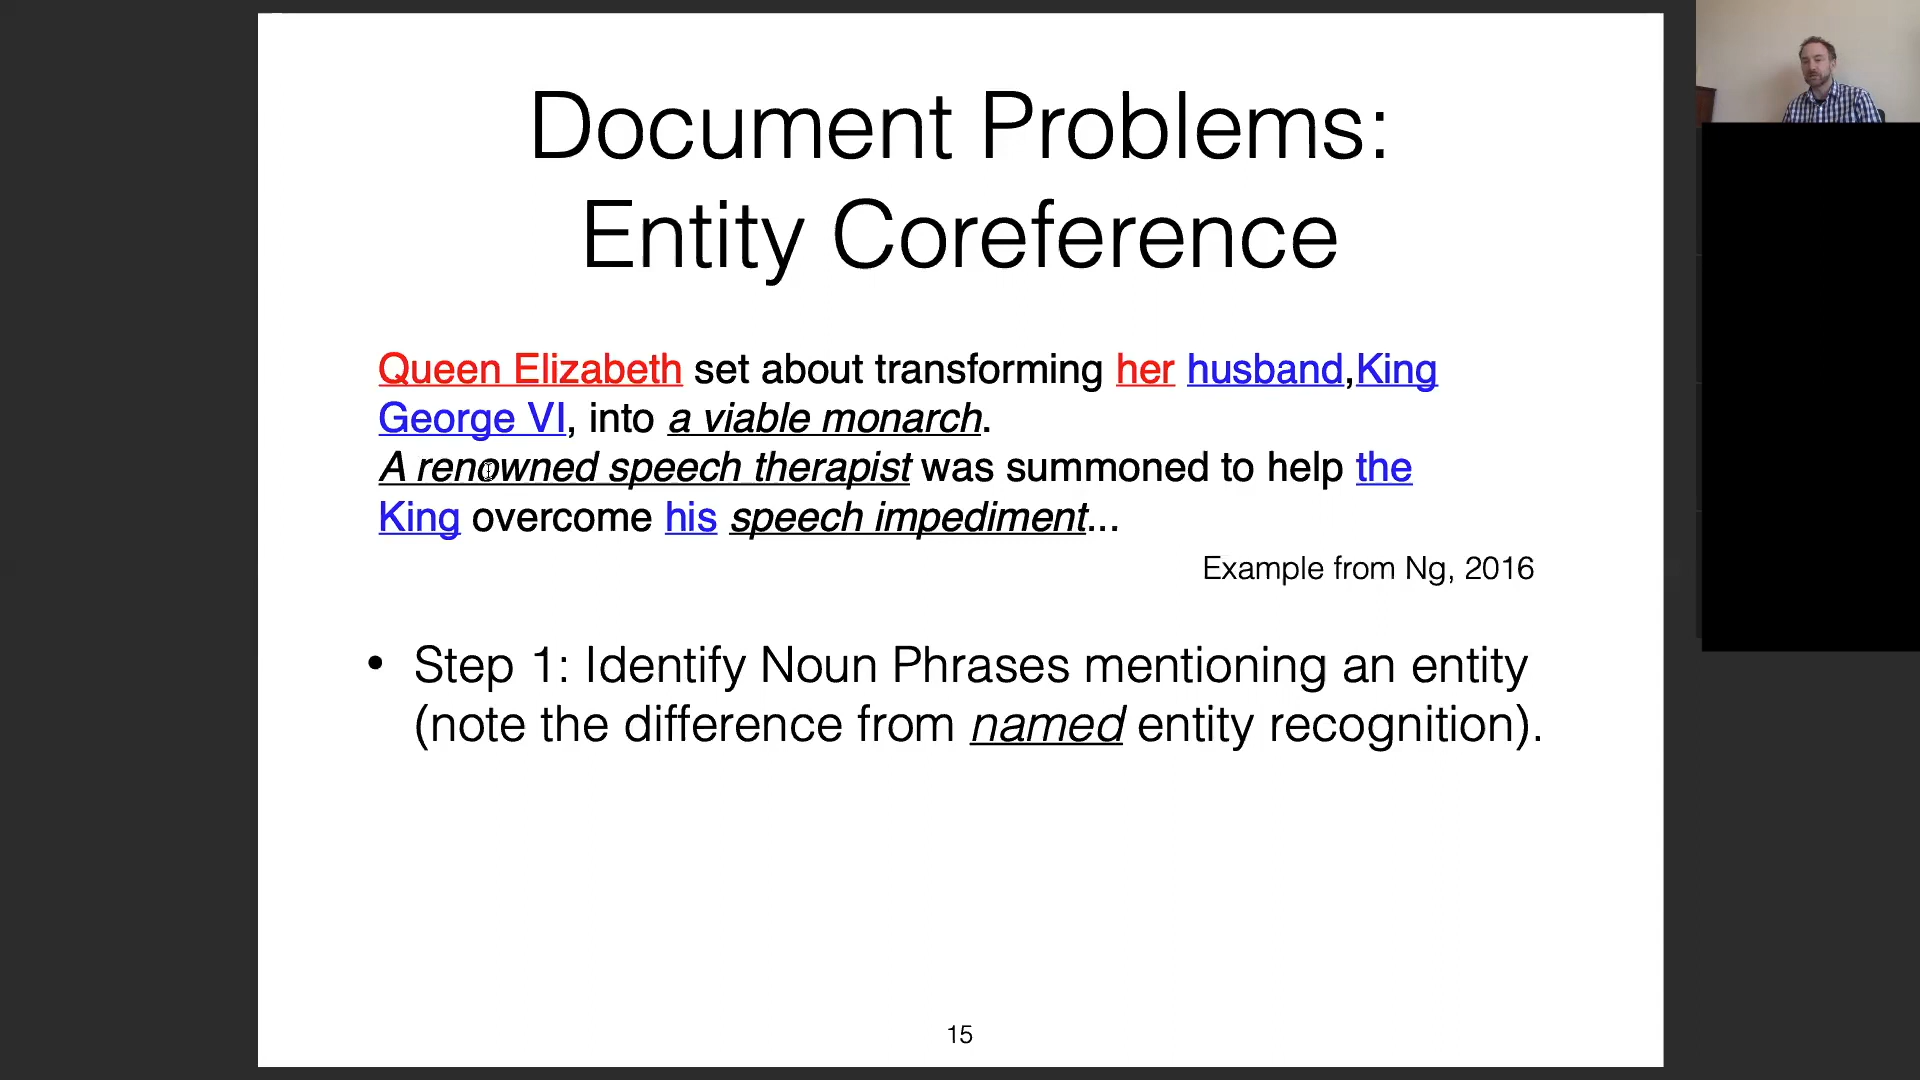 Document Problems:
Entity Coreference
Queen Elizabeth set about transforming her husband,King
George VI, into a viable monarch.
A renowned speech therapist was summoned to help the
King overcome his speech impediment...
Example from Ng, 2016
• Step 1: Identify Noun Phrases mentioning an entity
(note the difference from named entity recognition).
15